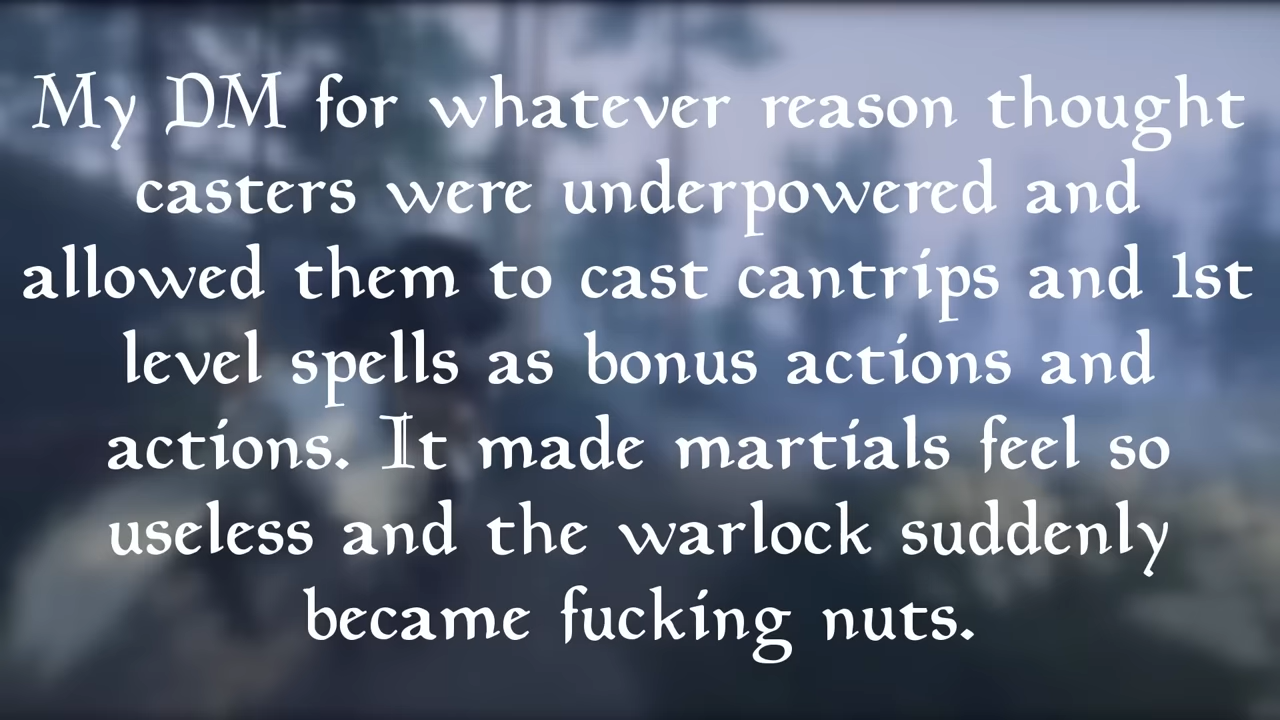 My DM for whatever reason thought
casters were underpowered and
allowed them to cast cantrips and 1st
level spells as bonus actions and
actions. It made martials feel so
useless and the warlock suddenly
became fucking nuts.